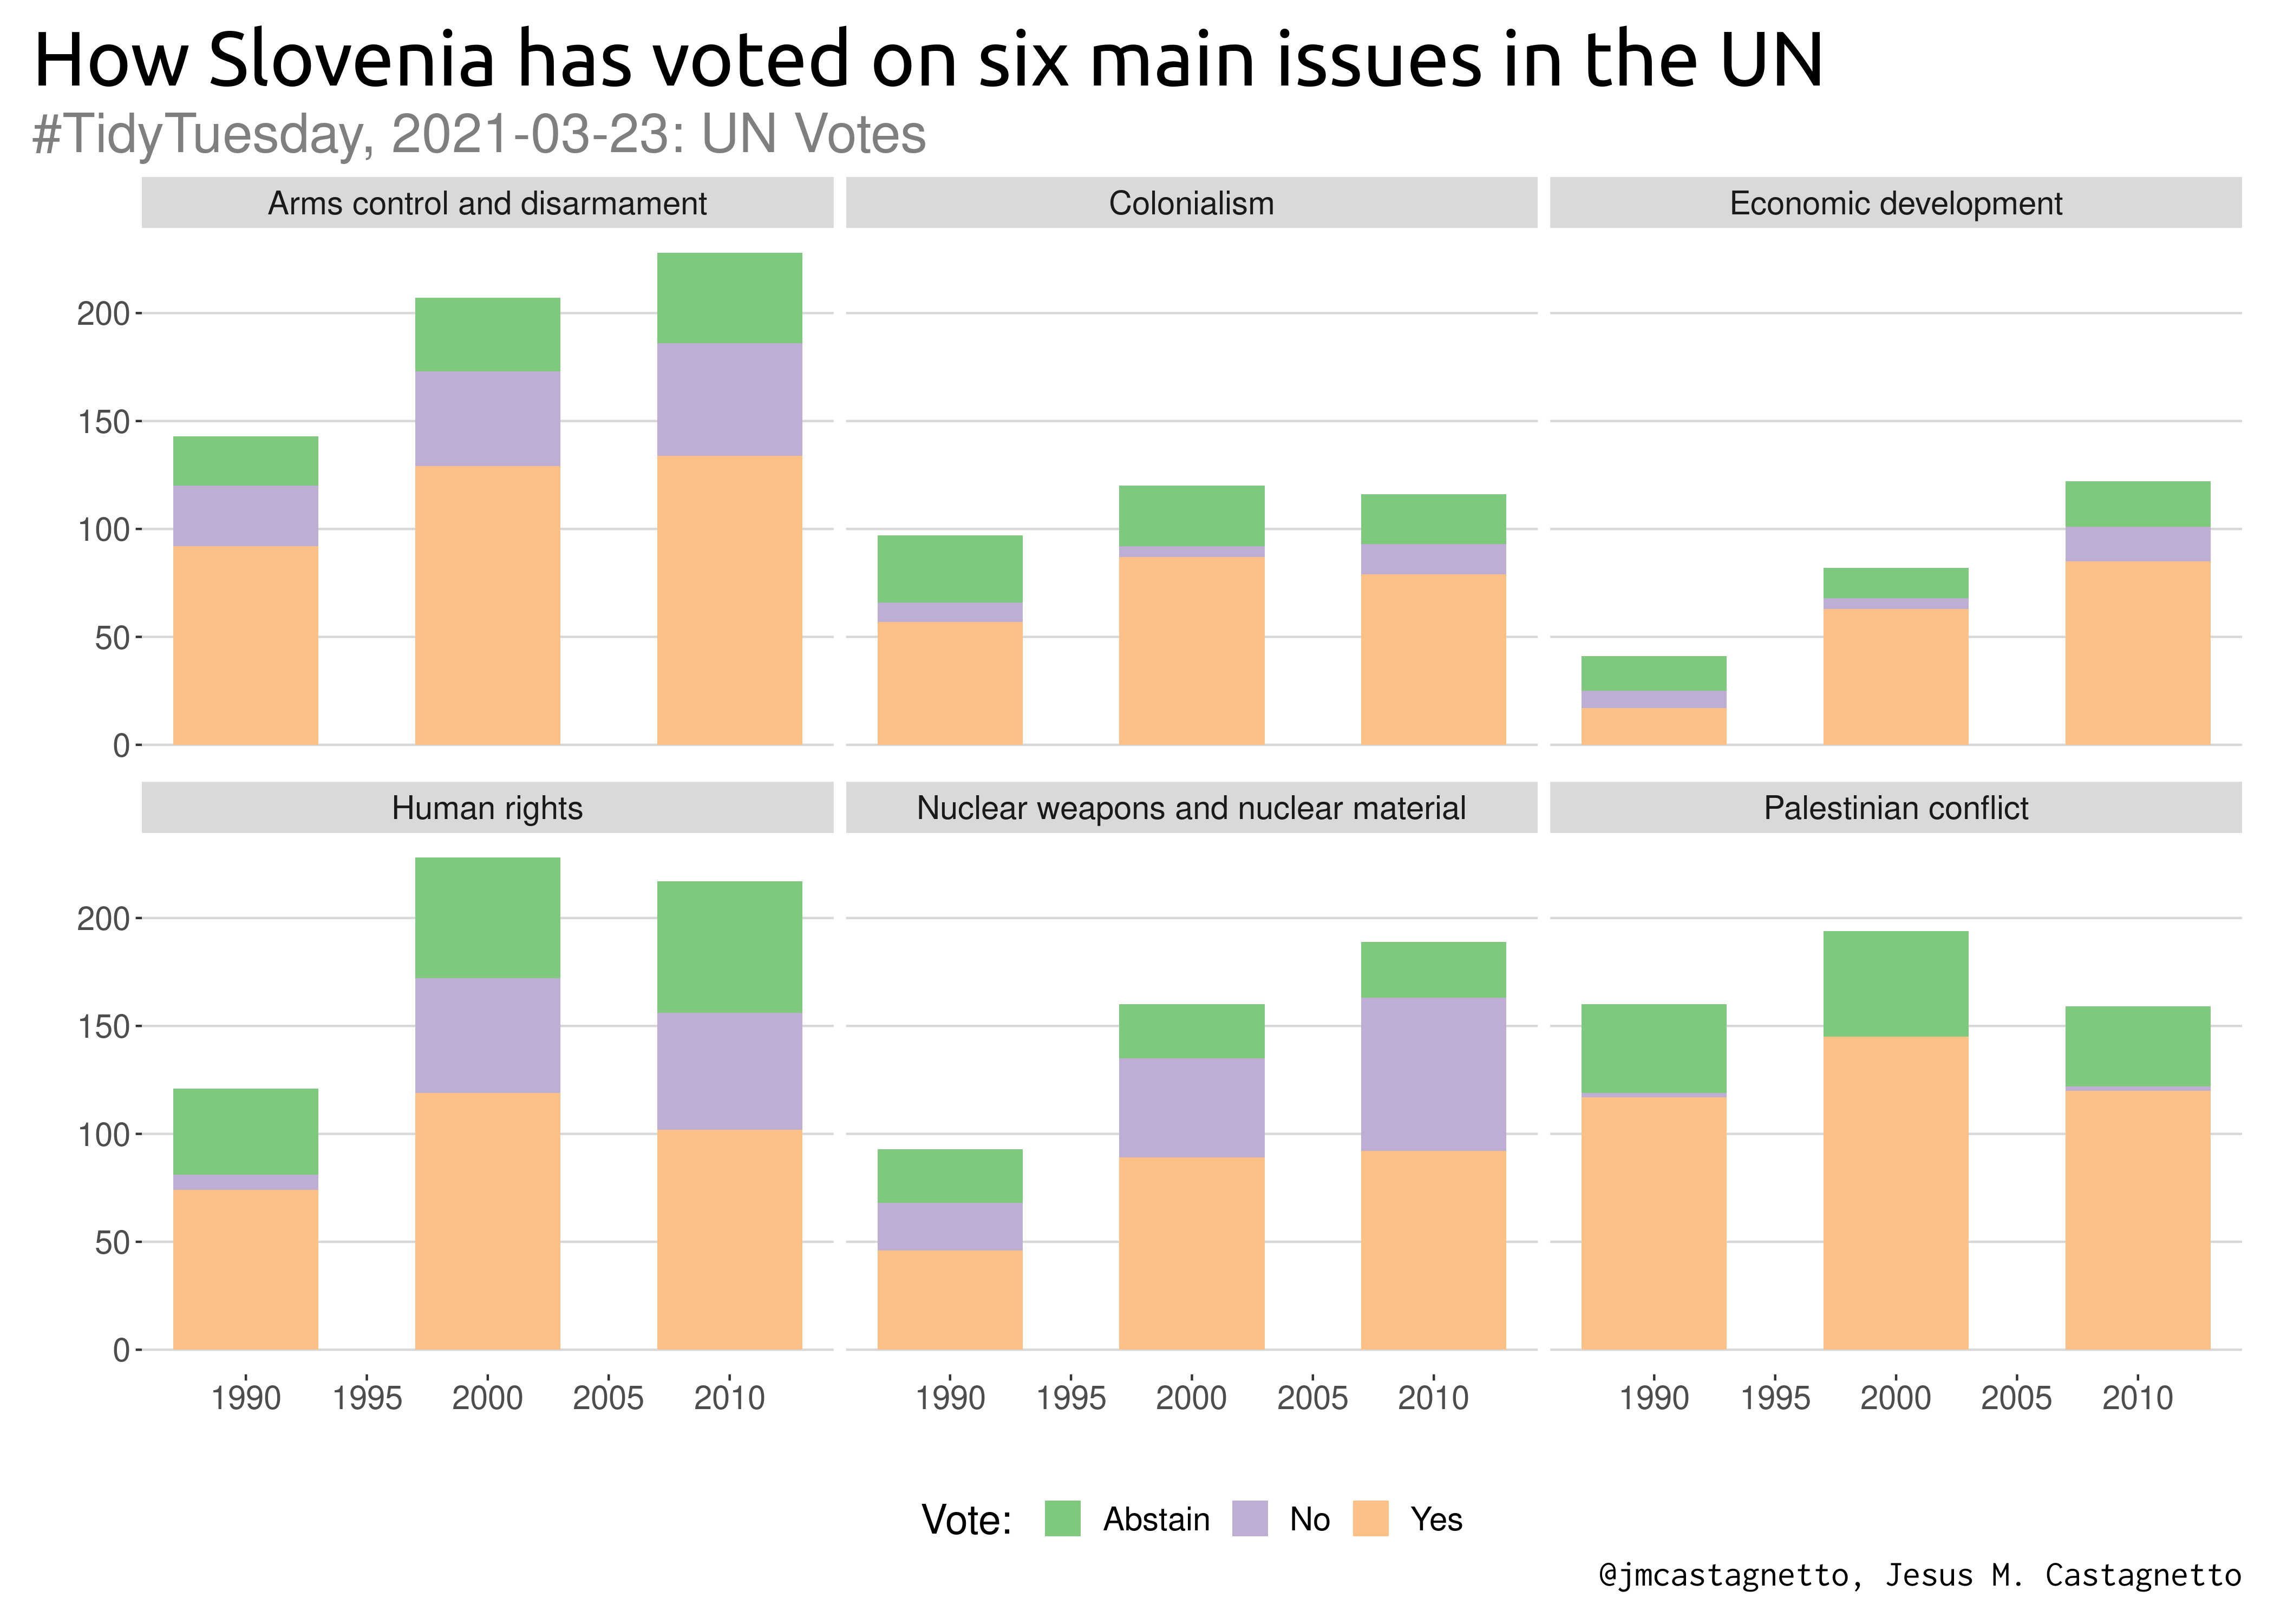 How Slovenia has voted on six main issues in the UN
#TidyTuesday, 2021-03-23: UN Votes
Arms control and disarmament
Colonialism
Economic development
200
150
100
50
0
Human rights
Nuclear weapons and nuclear material
Palestinian conflict
200
150
100
50
0
1990 1995 2000 2005 2010
1990 1995 2000 2005 2010
1990 1995 2000 2005 2010
Vote: Abstain No Yes
@jmcastagnetto, Jesus M. Castagnetto